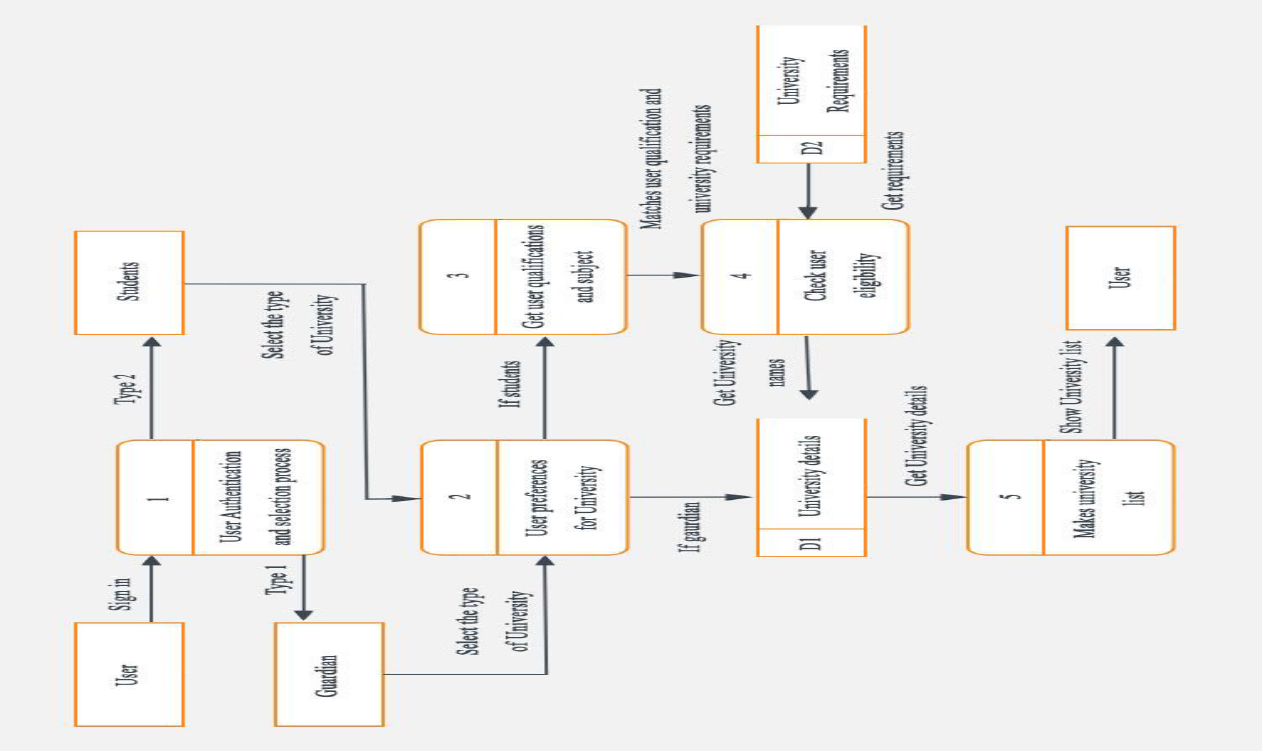 User
Sign in
1
User Authentication
and selection process
Type 2
Students
Type 1
Guardian
Select the type
of University
Select the type
of University
2
User preferences
for University
If students
3
Get user qualifications
and subject
Matches user qualification and
university requirements
If gaurdian
4
Check user
eligibility
D2
University
Requirements
Get requirements
Get University
names
D1
University details
Get University details
5
Makes university
list
Show University list
User